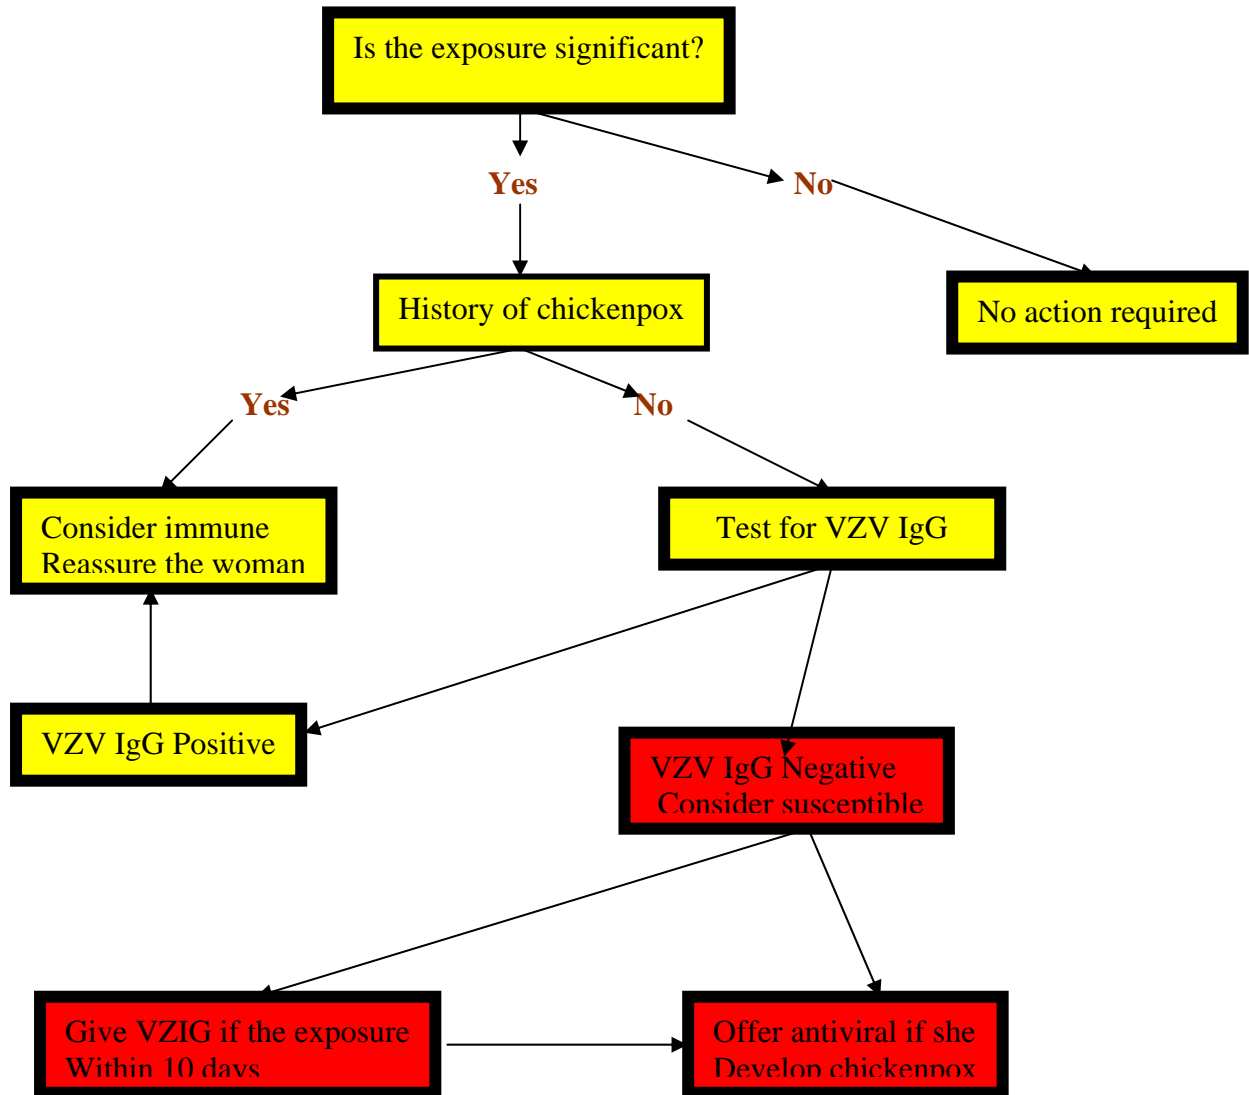 Is the exposure significant?
Yes
No
History of chickenpox
No action required
Yes
No
Consider immune
Reassure the woman
Test for VZV IgG
VZV IgG Positive
VZV IgG Negative
Consider susceptible
Give VZIG if the exposure
Within 10 days
Offer antiviral if she
Develop chickenpox